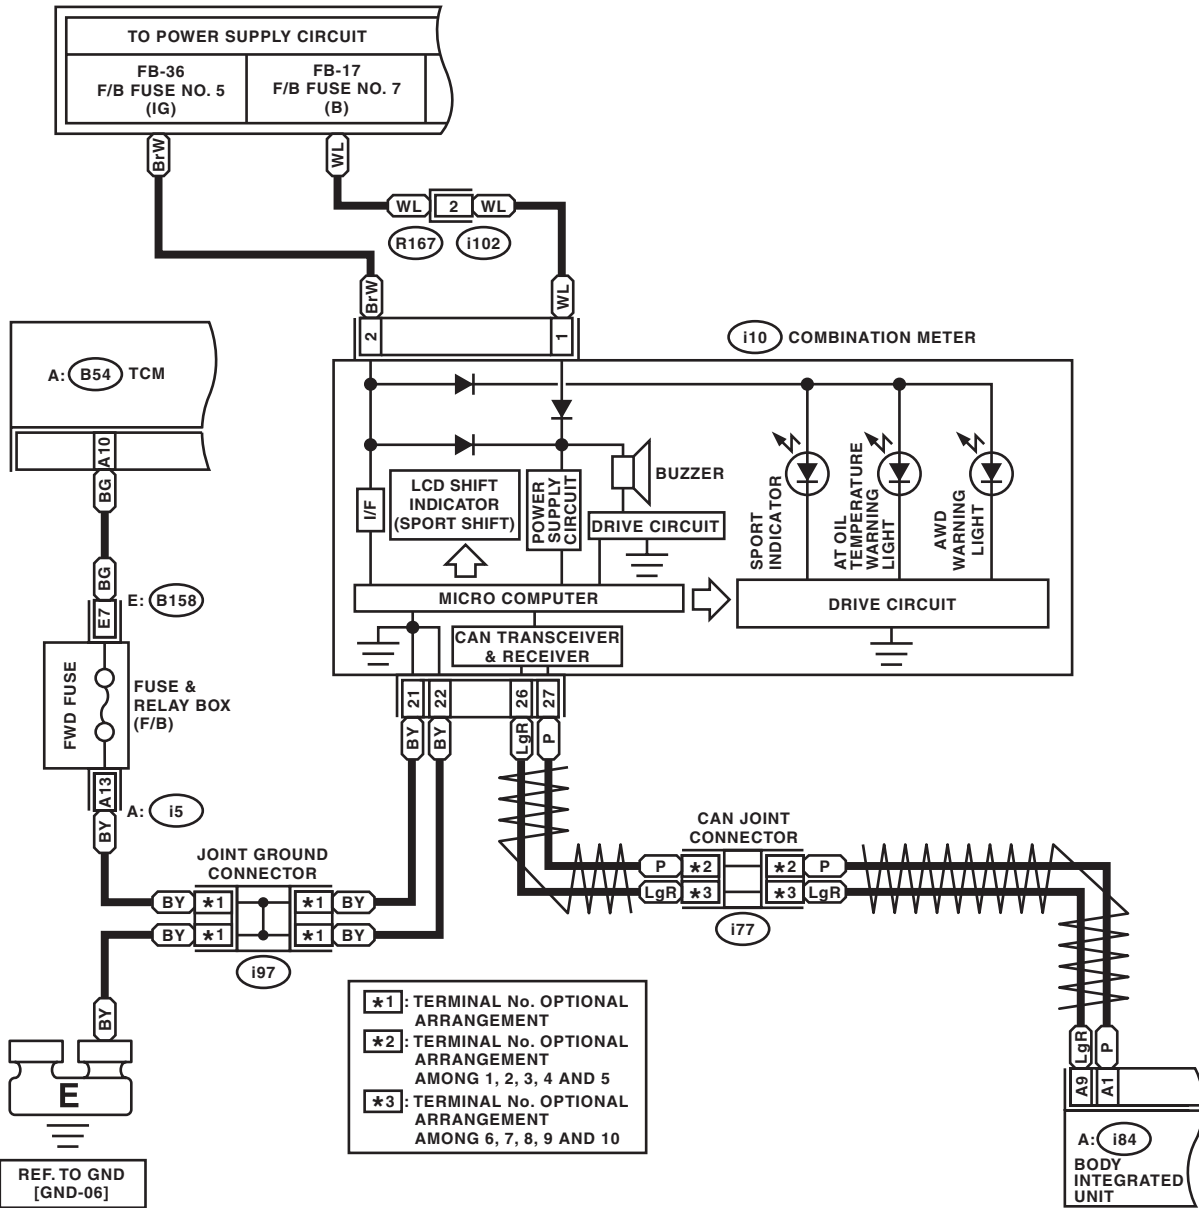 TO POWER SUPPLY CIRCUIT
FB-36
F/B FUSE NO. 5
(IG)
FB-17
F/B FUSE NO. 7
(B)
BrW
WL
WL
2
WL
R167
i102
BrW
WL
2
1
i10
COMBINATION METER
A:
B54
TCM
A10
BG
BG
E:
B158
E7
FWD FUSE
FUSE &
RELAY BOX
(F/B)
A13
A:
i5
BY
I/F
LCD SHIFT
INDICATOR
(SPORT SHIFT)
POWER
SUPPLY
CIRCUIT
BUZZER
DRIVE CIRCUIT
SPORT
INDICATOR
AT OIL
TEMPERATURE
WARNING
LIGHT
AWD
WARNING
LIGHT
MICRO COMPUTER
DRIVE CIRCUIT
CAN TRANSCEIVER
& RECEIVER
21
22
26
27
BY
BY
LgR
P
JOINT GROUND
CONNECTOR
BY
*1
*1
BY
BY
*1
*1
BY
i97
CAN JOINT
CONNECTOR
P
*2
*2
P
LgR
*3
*3
LgR
i77
*1 : TERMINAL No. OPTIONAL
ARRANGEMENT
*2 : TERMINAL No. OPTIONAL
ARRANGEMENT
AMONG 1, 2, 3, 4 AND 5
*3 : TERMINAL No. OPTIONAL
ARRANGEMENT
AMONG 6, 7, 8, 9 AND 10
BY
E
REF. TO GND
[GND-06]
LgR
P
A9
A1
A:
i84
BODY
INTEGRATED
UNIT